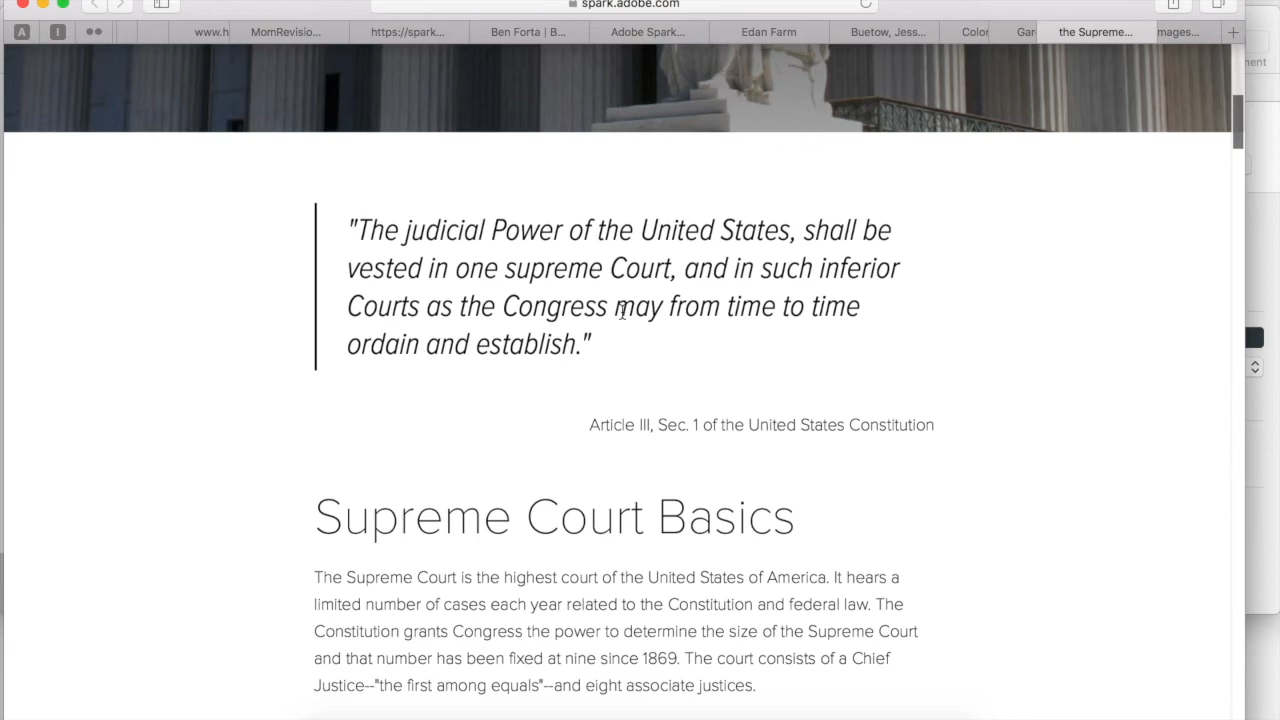 spark.adobe.com
A I www.h MomRevisio... https://spark... Ben Forta | B... Adobe Spark... Edan Farm Buetow, Jess... Color Gar the Supreme... mages... +
ment
"The judicial Power of the United States, shall be
vested in one supreme Court, and in such inferior
Courts as the Congress may from time to time
ordain and establish."
Article III, Sec. 1 of the United States Constitution
Supreme Court Basics
The Supreme Court is the highest court of the United States of America. It hears a
limited number of cases each year related to the Constitution and federal law. The
Constitution grants Congress the power to determine the size of the Supreme Court
and that number has been fixed at nine since 1869. The court consists of a Chief
Justice--"the first among equals"--and eight associate justices.